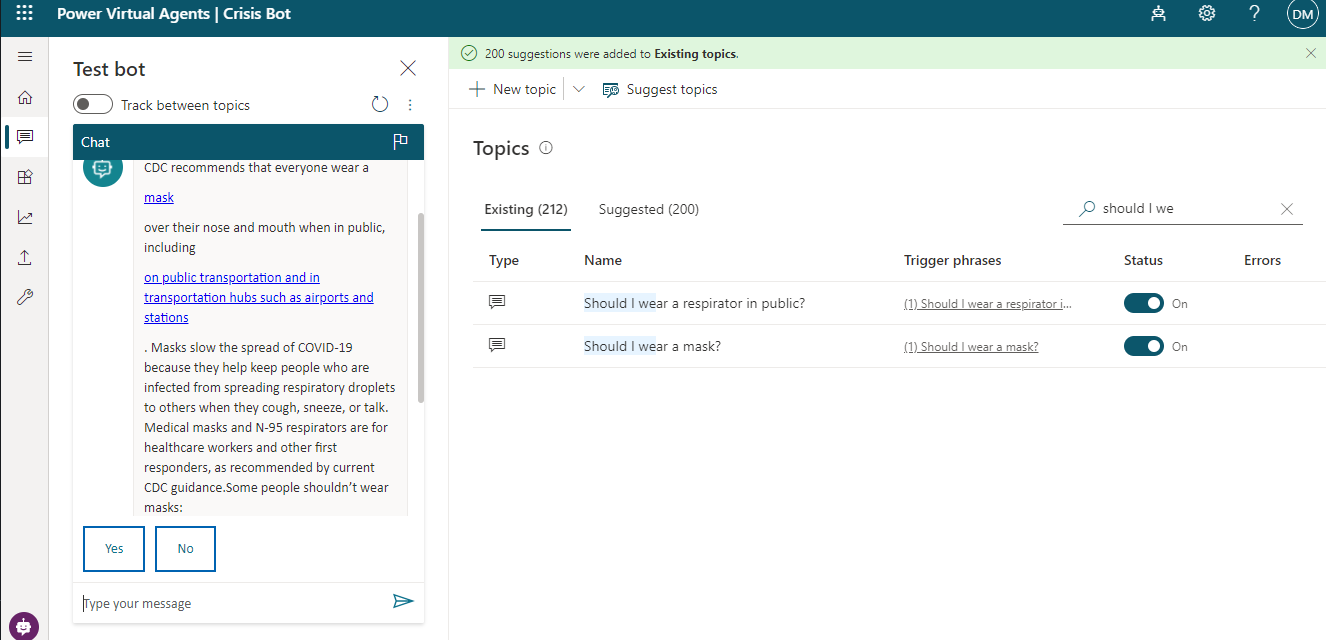 Power Virtual Agents | Crisis Bot
DM
Test bot
Track between topics
Chat
CDC recommends that everyone wear a
mask
over their nose and mouth when in public,
including
on public transportation and in
transportation hubs such as airports and
stations
. Masks slow the spread of COVID-19
because they help keep people who are
infected from spreading respiratory droplets
to others when they cough, sneeze, or talk.
Medical masks and N-95 respirators are for
healthcare workers and other first
responders, as recommended by current
CDC guidance.Some people shouldn’t wear
masks:
Yes No
Type your message
200 suggestions were added to Existing topics.
New topic Suggest topics
Topics
Existing (212) Suggested (200) should I we
Type Name Trigger phrases Status Errors
Should I wear a respirator in public? (1) Should I wear a respirator i... On
Should I wear a mask? (1) Should I wear a mask? On